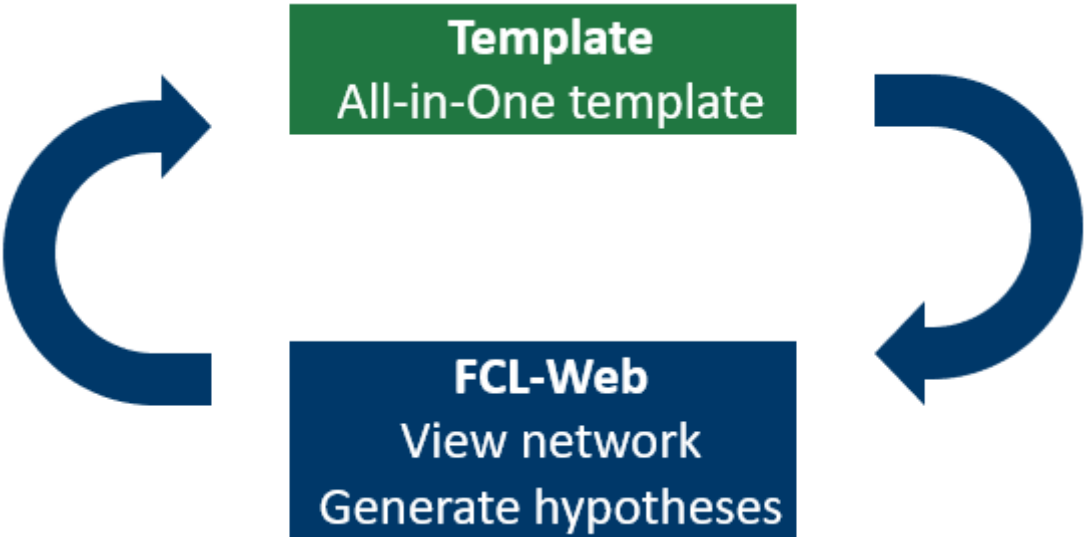 Template
All-in-One template
FCL-Web
View network
Generate hypotheses